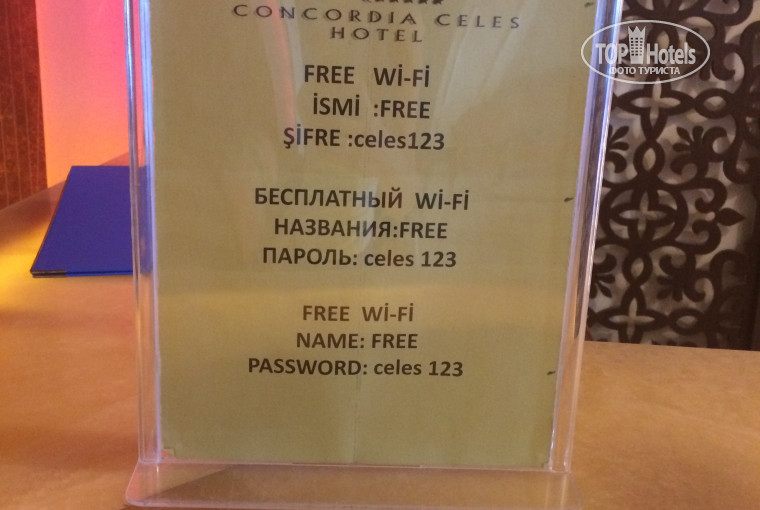 CONCORDIA CELES
HOTEL
FREE Wİ-Fİ
İSMİ :FREE
ŞİFRE :celes123
БЕСПЛАТНЫЙ Wİ-Fİ
НАЗВАНИЯ:FREE
ПАРОЛЬ: celes 123
FREE Wİ-Fİ
NAME: FREE
PASSWORD: celes 123
TOP Hotels
ФОТО ТУРИСТА